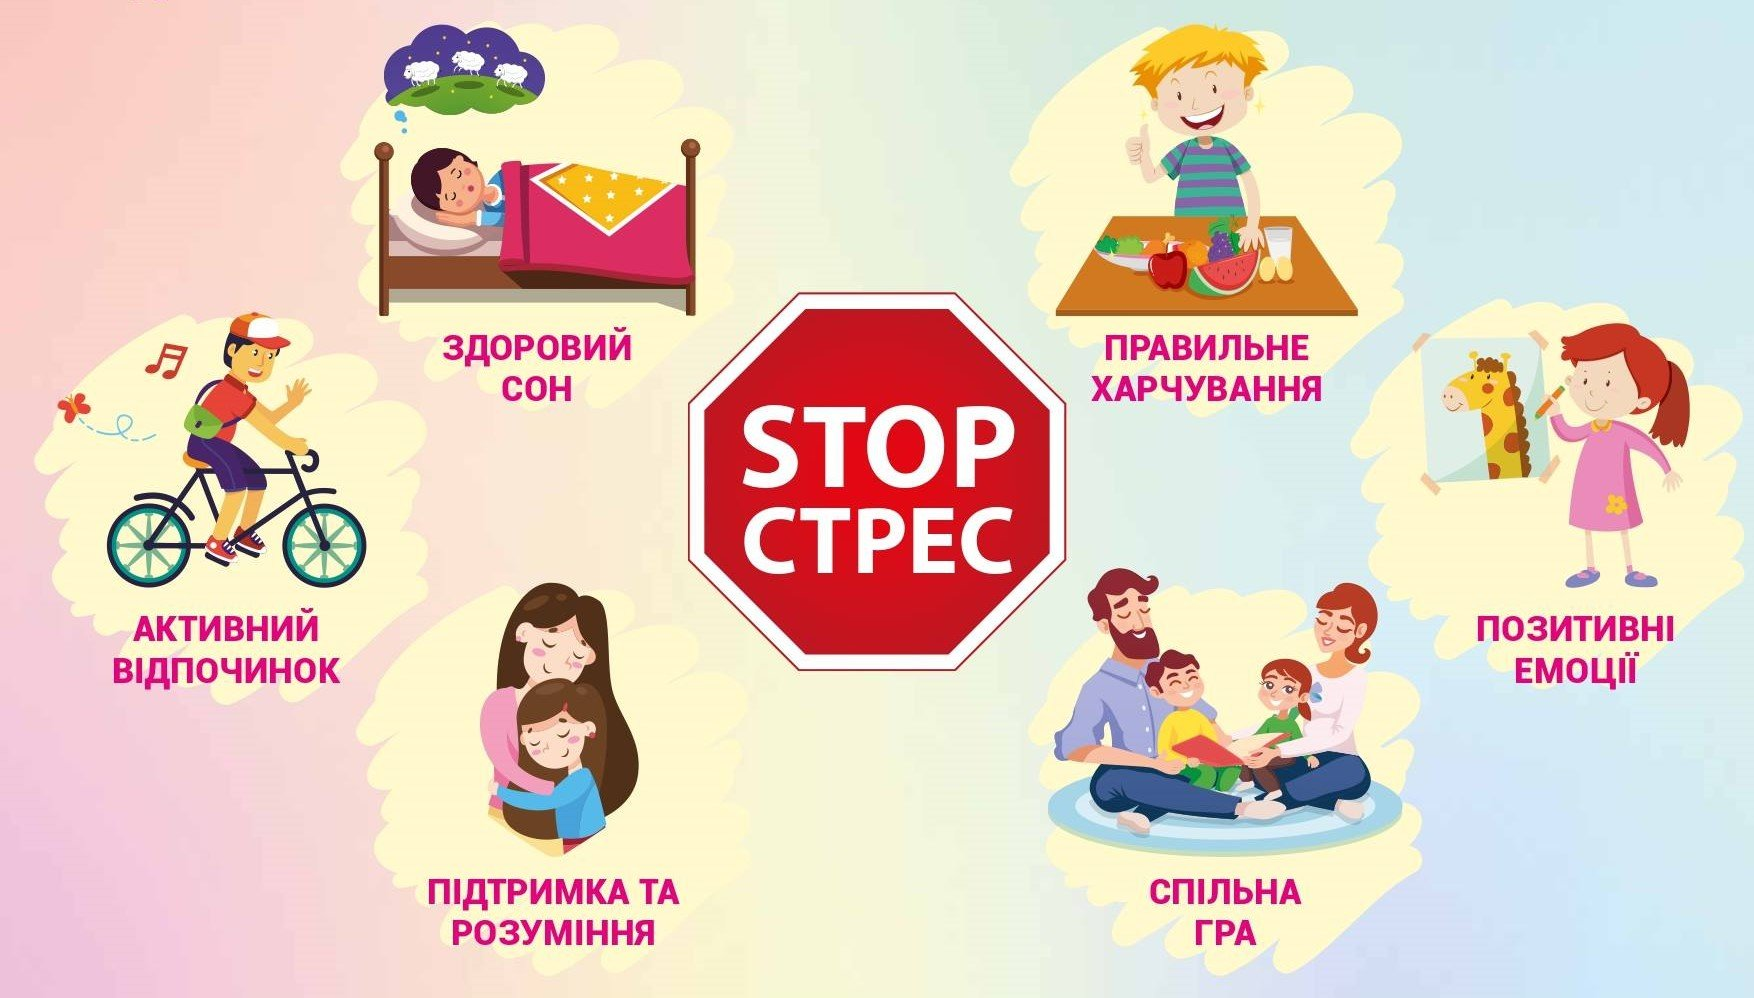 ЗДОРОВИЙ
СОН
ПРАВИЛЬНЕ
ХАРЧУВАННЯ
АКТИВНИЙ
ВІДПОЧИНОК
STOP
СТРЕС
ПОЗИТИВНІ
ЕМОЦІЇ
ПІДТРИМКА ТА
РОЗУМІННЯ
СПІЛЬНА
ГРА